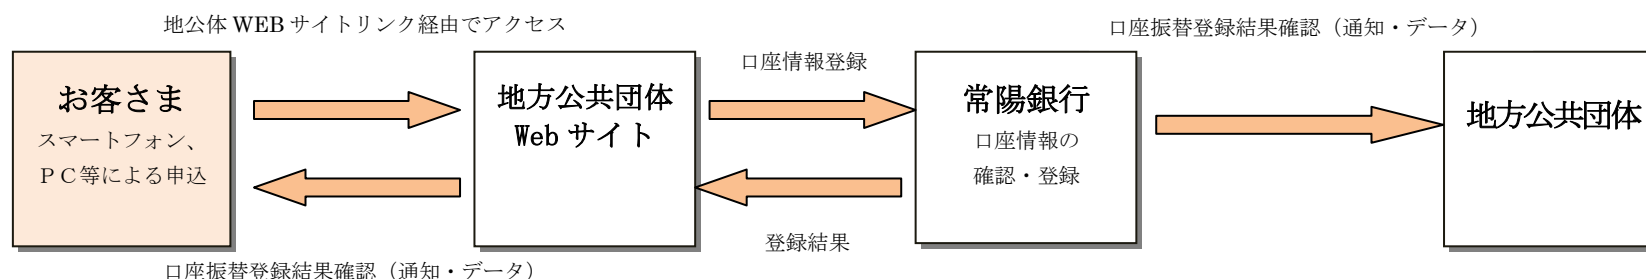 地公体 WEB サイトリンク経由でアクセス
口座振替登録結果確認（通知・データ）
お客さま
スマートフォン、
ＰＣ等による申込
地方公共団体
Web サイト
口座情報登録
登録結果
常陽銀行
口座情報の
確認・登録
地方公共団体
口座振替登録結果確認（通知・データ）